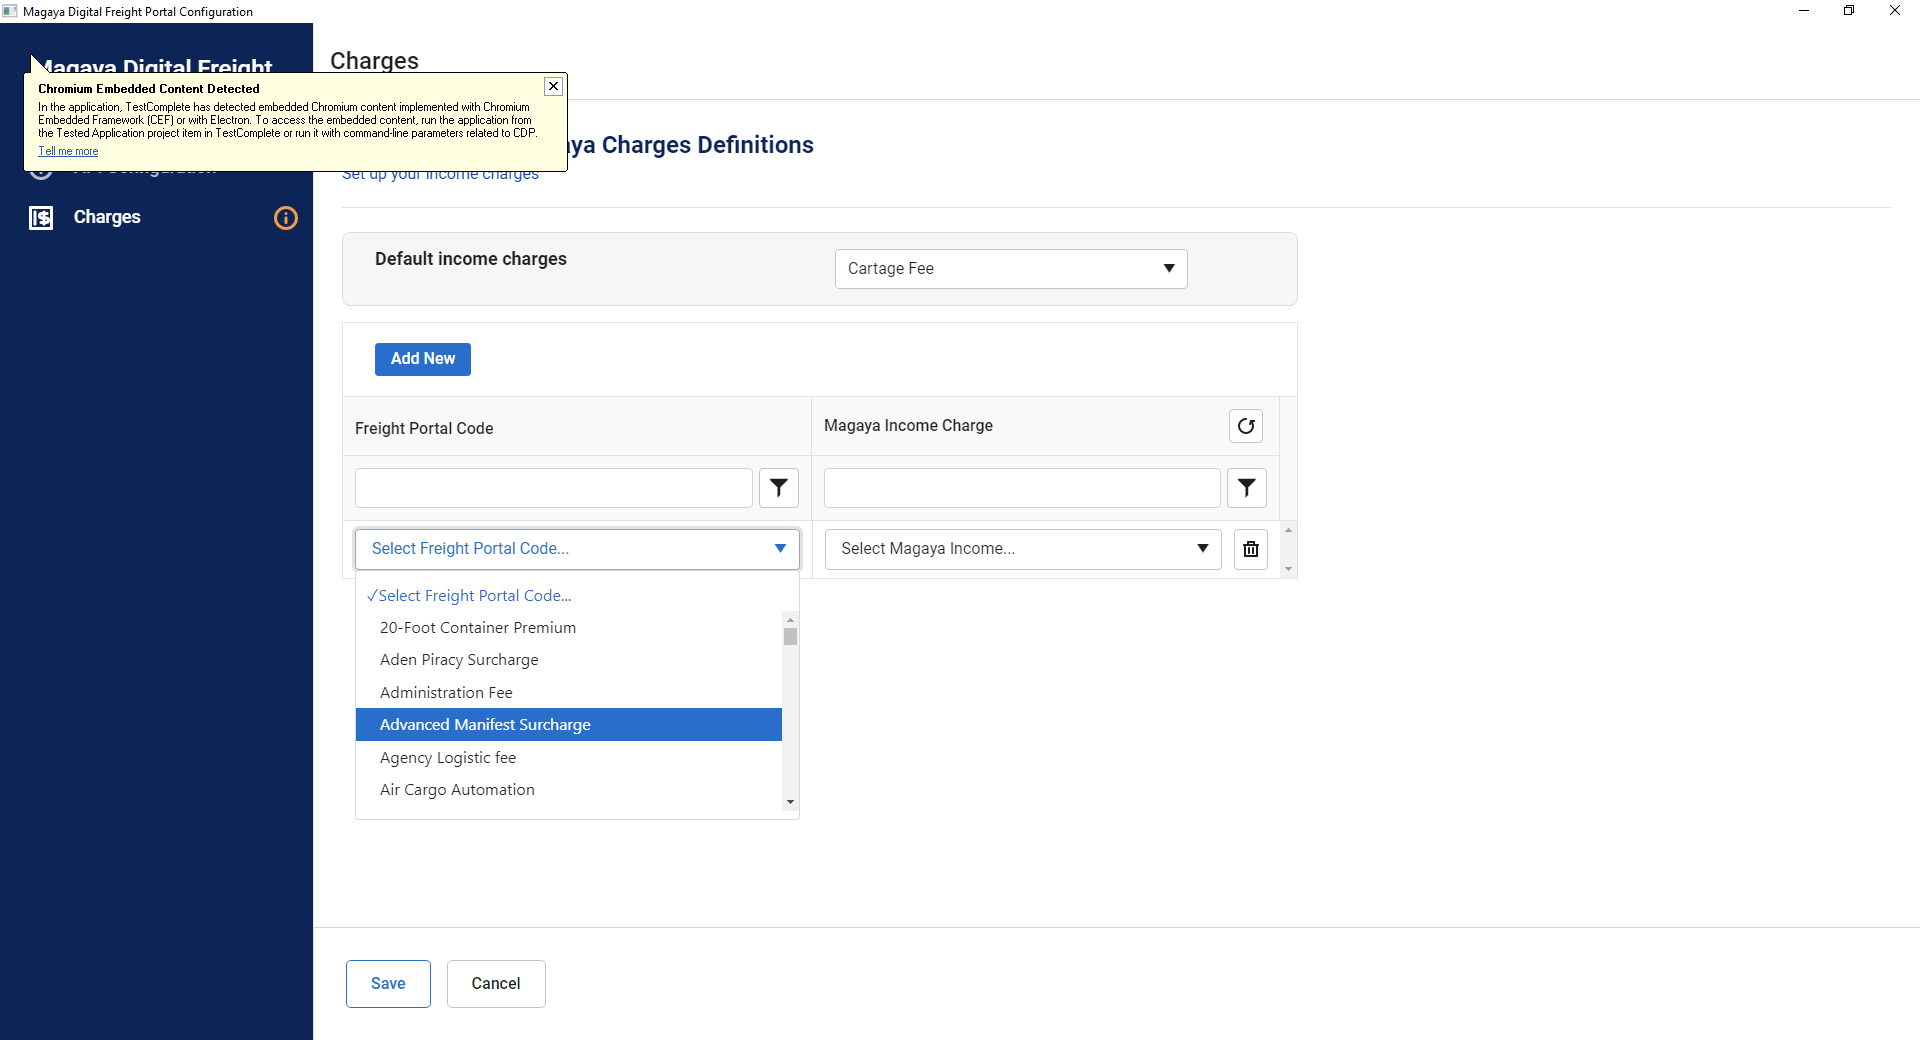 Magaya Digital Freight Portal Configuration
Magaya Digital Freight
Charges
Chromium Embedded Content Detected
In the application, TestComplete has detected embedded Chromium content implemented with Chromium
Embedded Framework (CEF) or with Electron. To access the embedded content, run the application from
the Tested Application project item in TestComplete or run it with command-line parameters related to CDP.
Tell me more
aya Charges Definitions
API Configuration
Set up your income charges
Charges
Default income charges
Cartage Fee
Add New
Freight Portal Code
Magaya Income Charge
Select Freight Portal Code...
Select Magaya Income...
✓Select Freight Portal Code...
20-Foot Container Premium
Aden Piracy Surcharge
Administration Fee
Advanced Manifest Surcharge
Agency Logistic fee
Air Cargo Automation
Save
Cancel